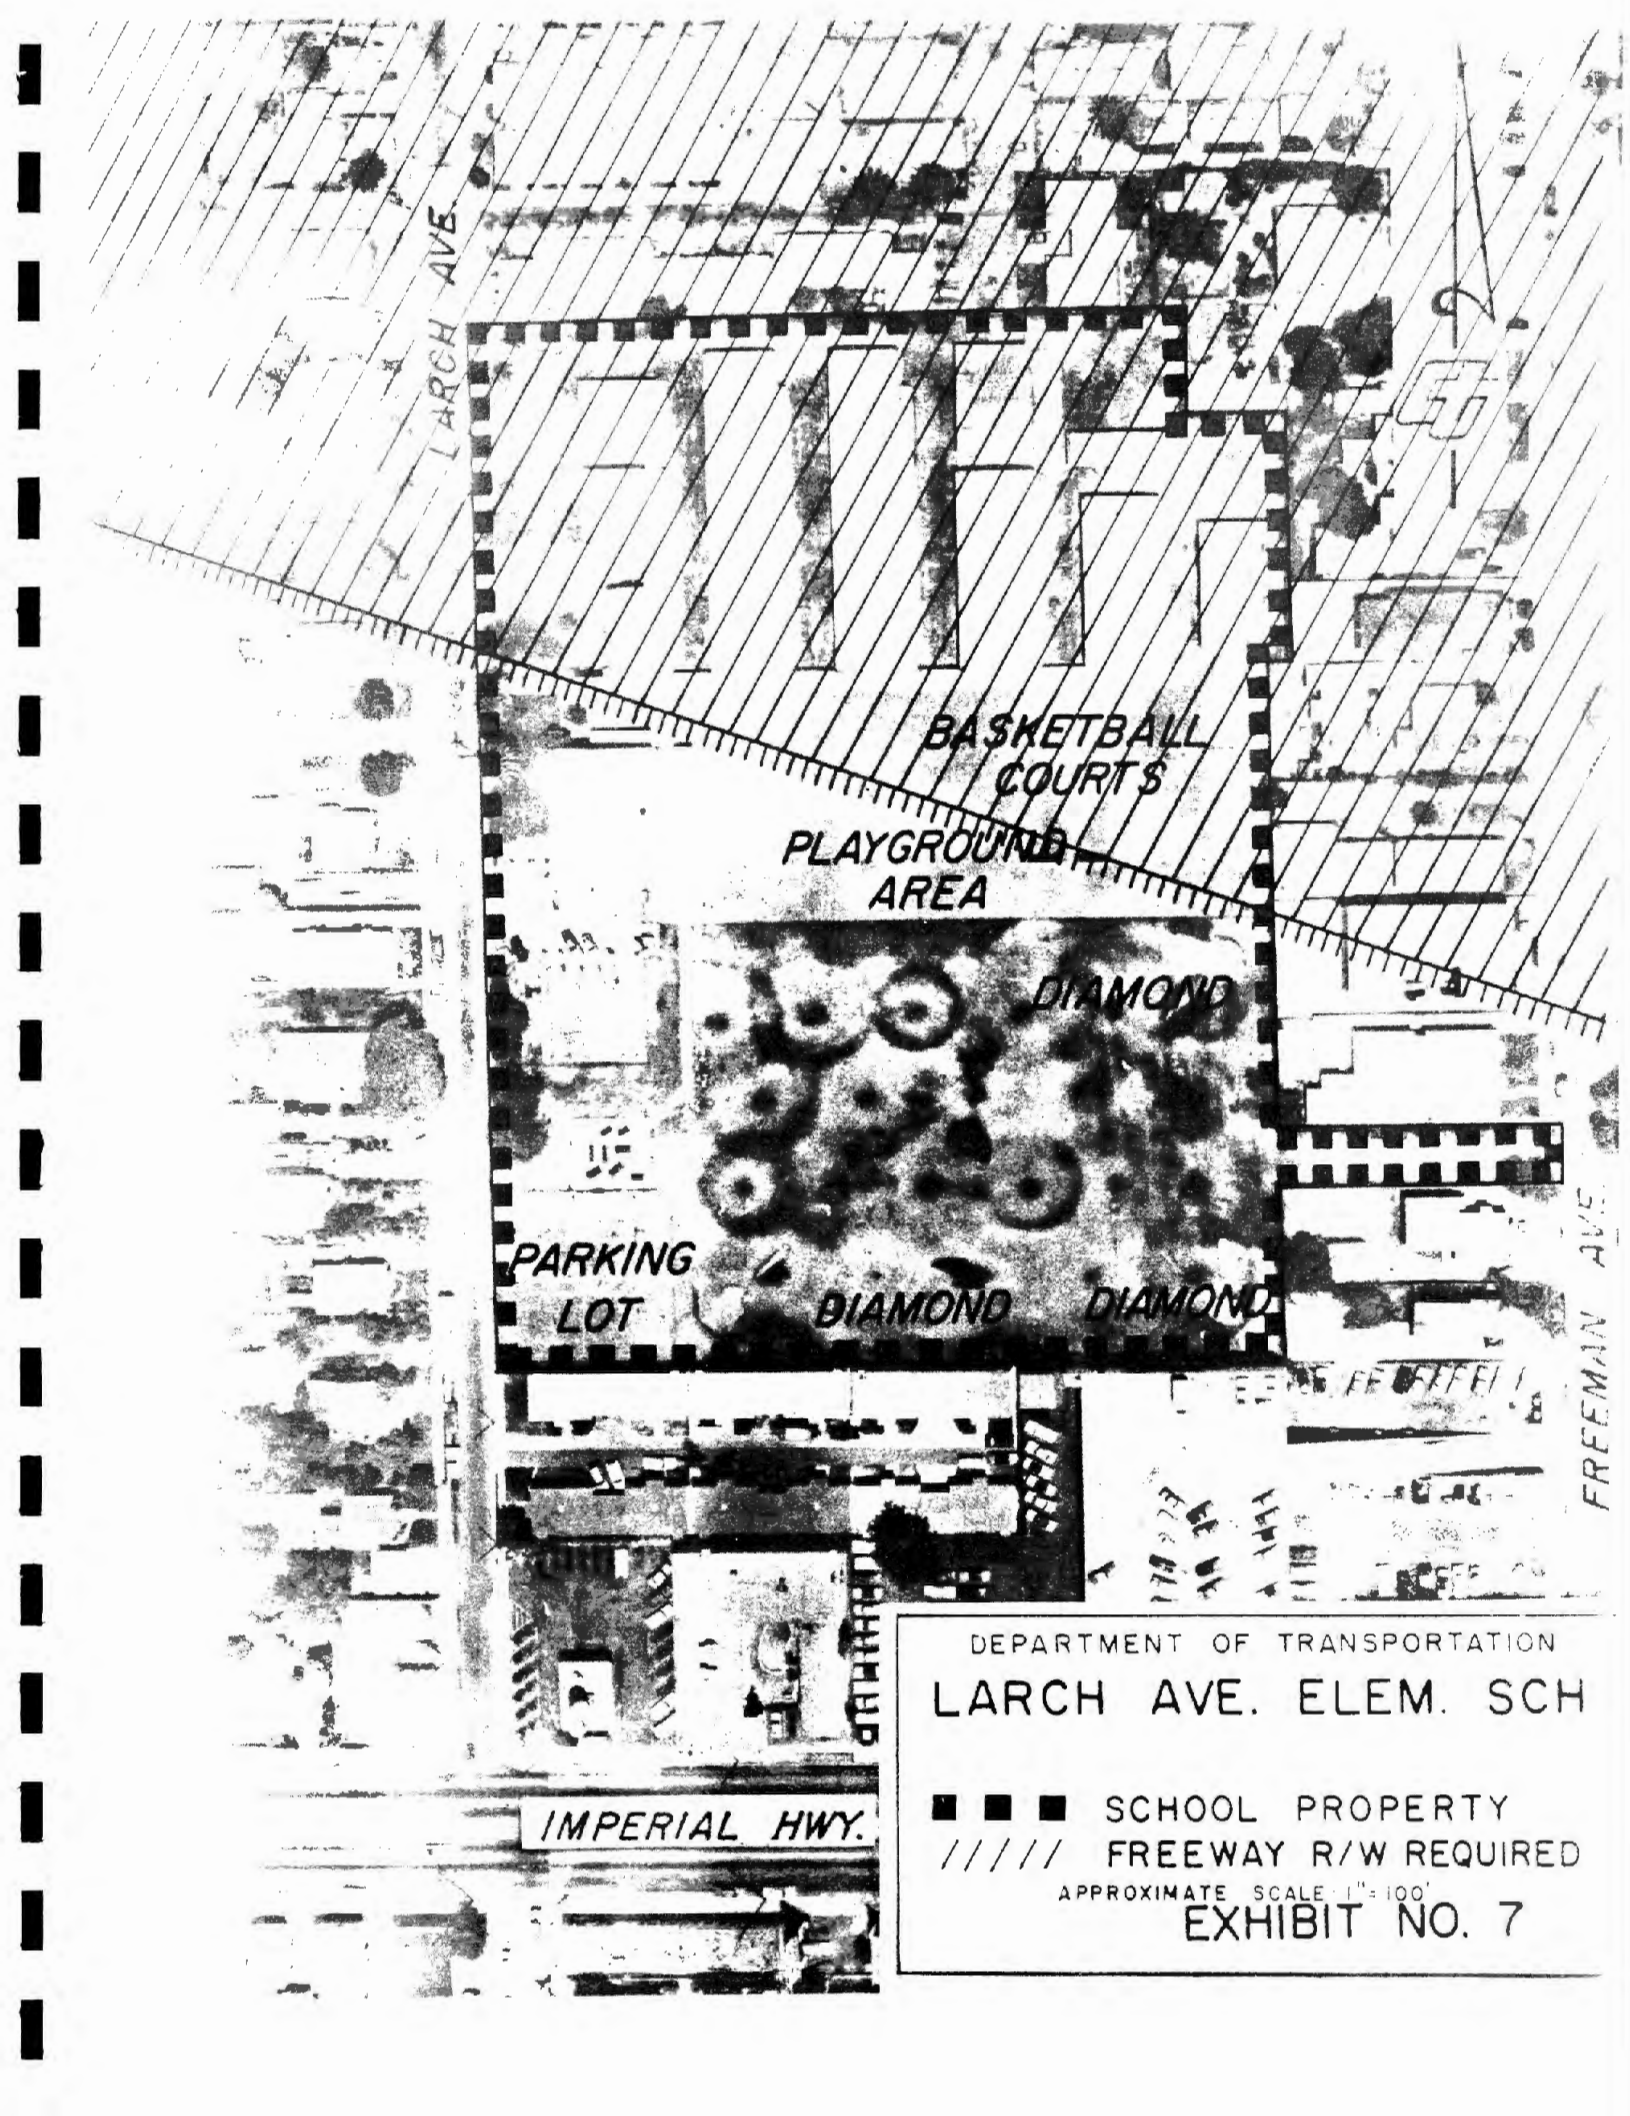 LARCH AVE.
BASKETBALL
COURTS
PLAYGROUND
AREA
DIAMOND
PARKING
LOT
DIAMOND
DIAMOND
FREEMAN AVE.
IMPERIAL HWY.
DEPARTMENT OF TRANSPORTATION
LARCH AVE. ELEM. SCH
SCHOOL PROPERTY
///// FREEWAY R/W REQUIRED
APPROXIMATE SCALE 1"=100'
EXHIBIT NO. 7